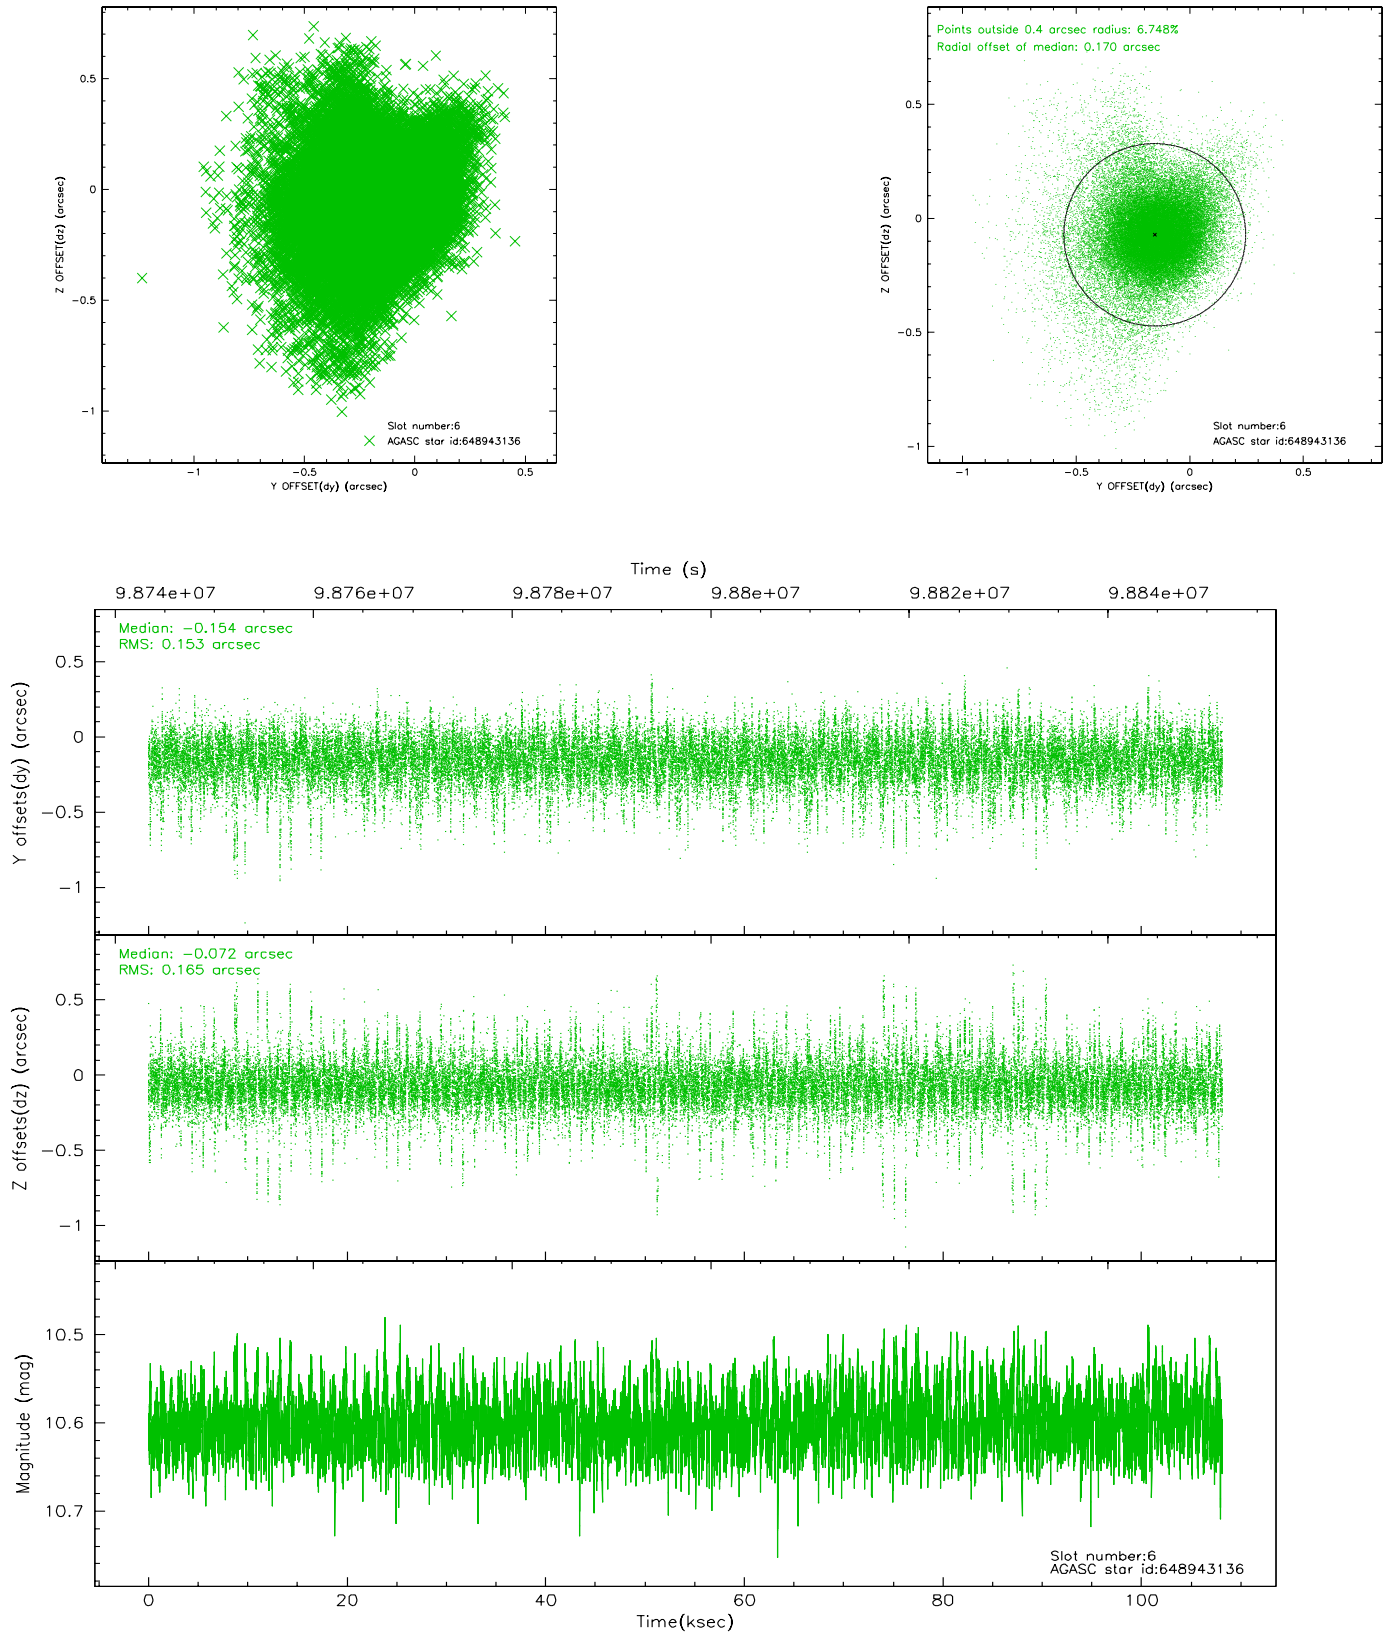 0.5
0
−0.5
−1
Z OFFSET(dz) (arcsec)
Slot number:6
AGASC star id:648943136
−1
−0.5
0
0.5
Y OFFSET(dy) (arcsec)
Points outside 0.4 arcsec radius: 6.748%
Radial offset of median: 0.170 arcsec
0.5
0
−0.5
−1
Z OFFSET(dz) (arcsec)
Slot number:6
AGASC star id:648943136
−1
−0.5
0
0.5
Y OFFSET(dy) (arcsec)
Time (s)
9.874e+07 9.876e+07 9.878e+07 9.88e+07 9.882e+07 9.884e+07
Median: −0.154 arcsec
RMS: 0.153 arcsec
0.5
0
−0.5
−1
Y offsets(dy) (arcsec)
Median: −0.072 arcsec
RMS: 0.165 arcsec
0.5
0
−0.5
−1
Z offsets(dz) (arcsec)
10.5
10.6
10.7
Magnitude (mag)
Slot number:6
AGASC star id:648943136
0 20 40 60 80 100
Time(ksec)